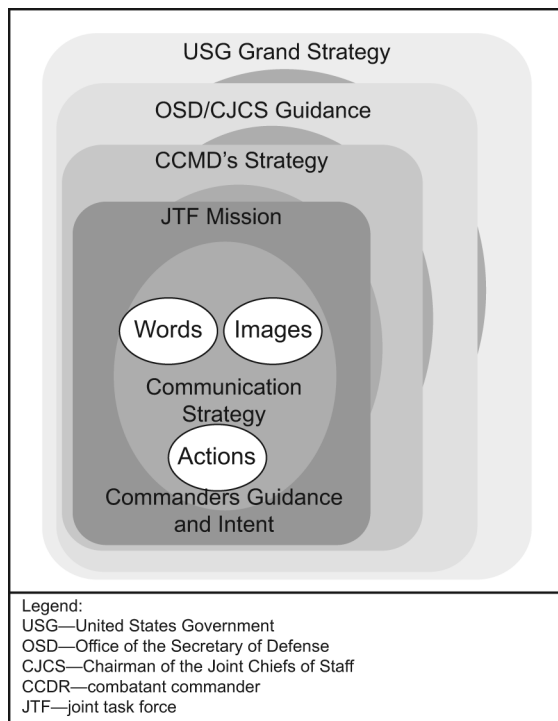 USG Grand Strategy
OSD/CJCS Guidance
CCMD's Strategy
JTF Mission
Words
Images
Communication
Strategy
Actions
Commanders Guidance
and Intent
Legend:
USG—United States Government
OSD—Office of the Secretary of Defense
CJCS—Chairman of the Joint Chiefs of Staff
CCDR—combatant commander
JTF—joint task force